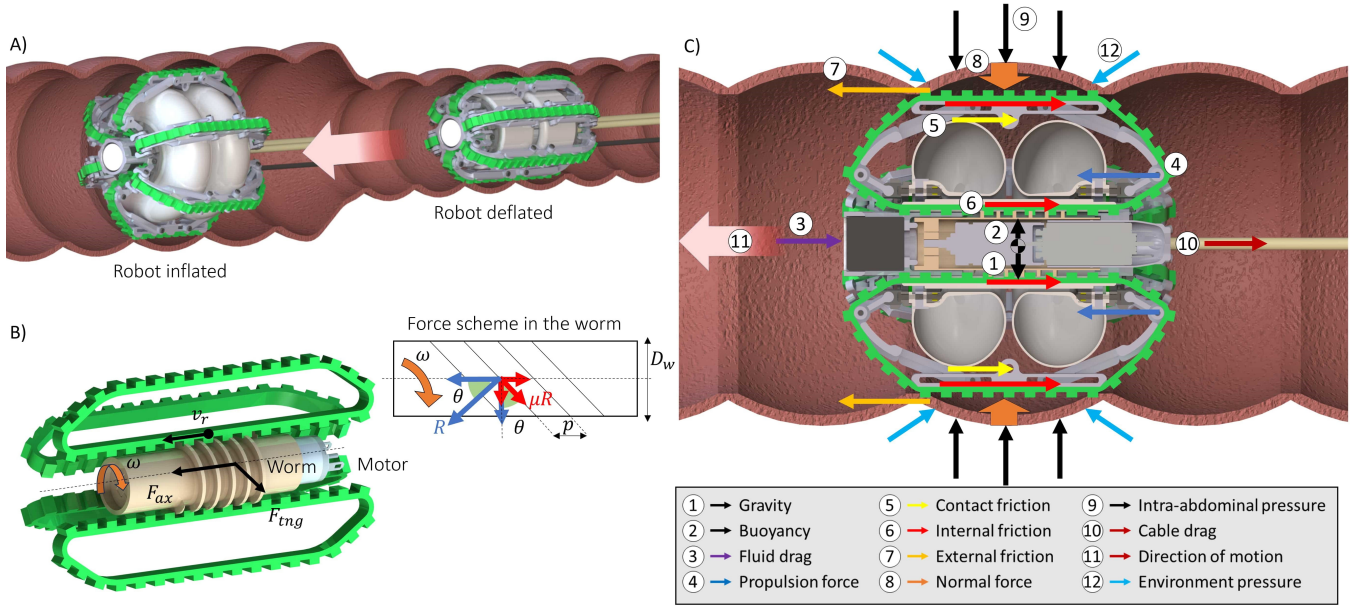 A)
Robot inflated
Robot deflated
B)
Force scheme in the worm
ω
θ
R
μR
θ
p
D_w
v_r
ω
Worm
Motor
F_ax
F_tng
C)
9
12
8
7
5
4
6
3
2
11
10
1
1 Gravity
2 Buoyancy
3 Fluid drag
4 Propulsion force
5 Contact friction
6 Internal friction
7 External friction
8 Normal force
9 Intra-abdominal pressure
10 Cable drag
11 Direction of motion
12 Environment pressure